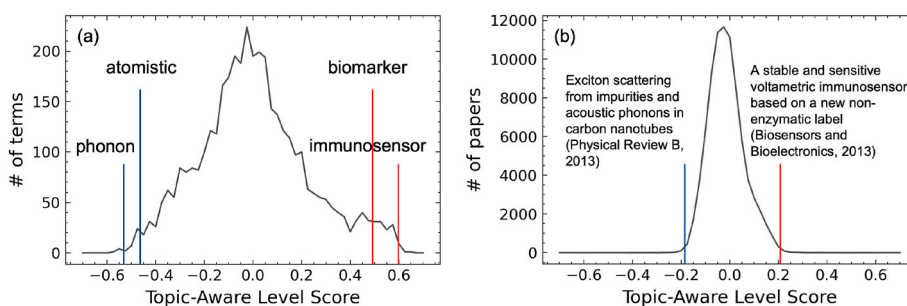 (a)
atomistic
biomarker
phonon
immunosensor
# of terms
200
150
100
50
0
−0.6 −0.4 −0.2 0.0 0.2 0.4 0.6
Topic-Aware Level Score
(b)
Exciton scattering
from impurities and
acoustic phonons in
carbon nanotubes
(Physical Review B,
2013)
A stable and sensitive
voltametric immunosensor
based on a new non-
enzymatic label
(Biosensors and
Bioelectronics, 2013)
# of papers
12000
10000
8000
6000
4000
2000
0
−0.6 −0.4 −0.2 0.0 0.2 0.4 0.6
Topic-Aware Level Score